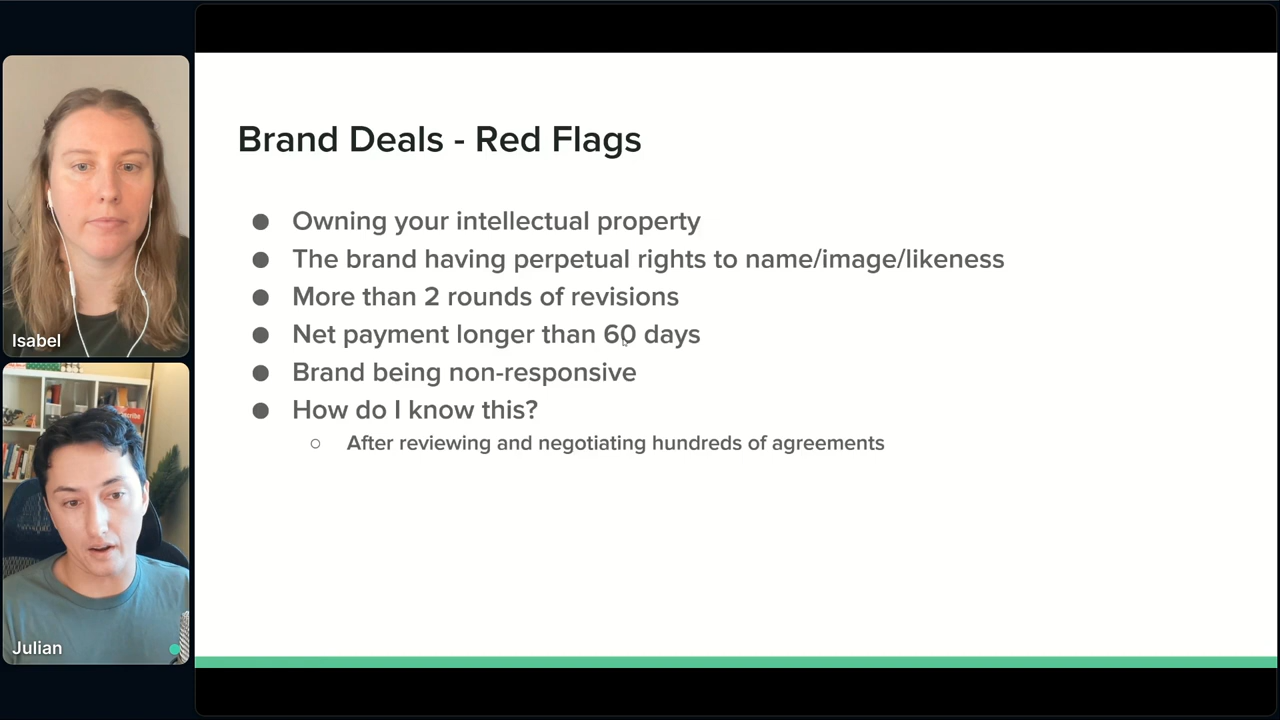 Brand Deals - Red Flags
Owning your intellectual property
The brand having perpetual rights to name/image/likeness
More than 2 rounds of revisions
Net payment longer than 60 days
Brand being non-responsive
How do I know this?
After reviewing and negotiating hundreds of agreements
Isabel
Julian